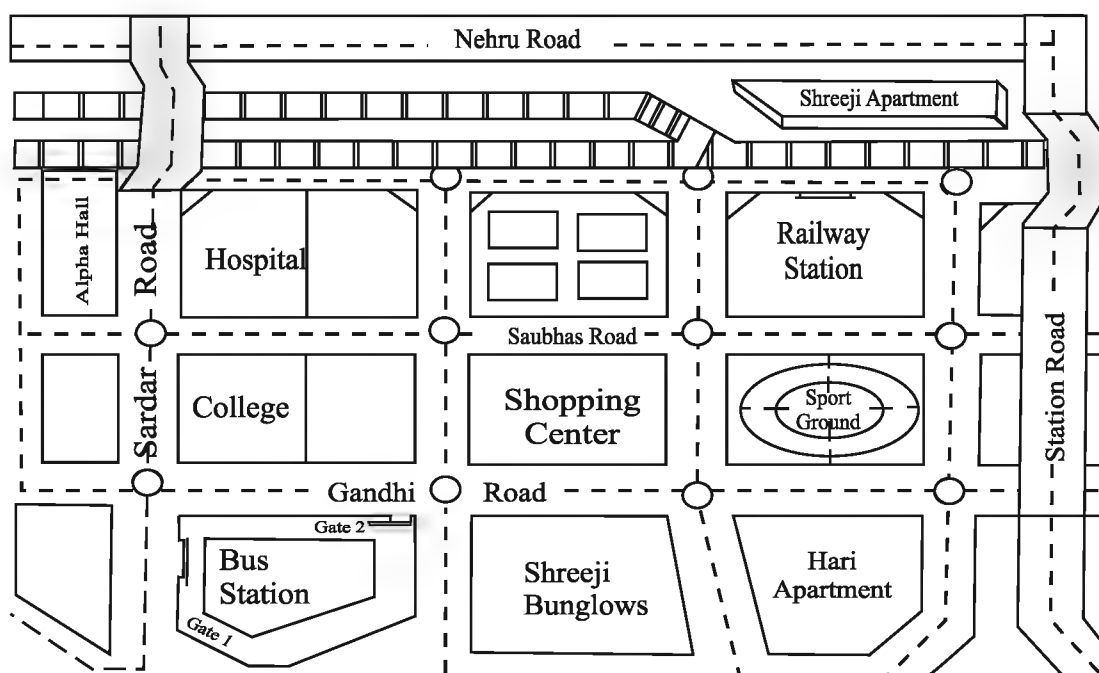 Nehru Road
Shreeji Apartment
Alpha Hall
Sardar Road
Hospital
Railway
Station
Saubhas Road
College
Shopping
Center
Sport
Ground
Station Road
Gandhi Road
Gate 2
Bus
Station
Gate 1
Shreeji
Bunglows
Hari
Apartment